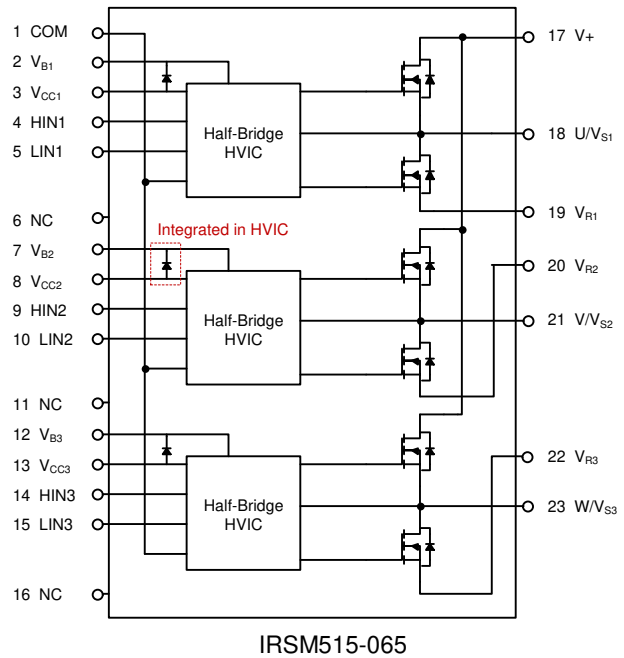 1 COM
2 VB1
3 VCC1
4 HIN1
5 LIN1
6 NC
7 VB2
8 VCC2
9 HIN2
10 LIN2
11 NC
12 VB3
13 VCC3
14 HIN3
15 LIN3
16 NC
Half-Bridge
HVIC
Integrated in HVIC
Half-Bridge
HVIC
Half-Bridge
HVIC
17 V+
18 U/VS1
19 VR1
20 VR2
21 V/VS2
22 VR3
23 W/VS3
IRSM515-065